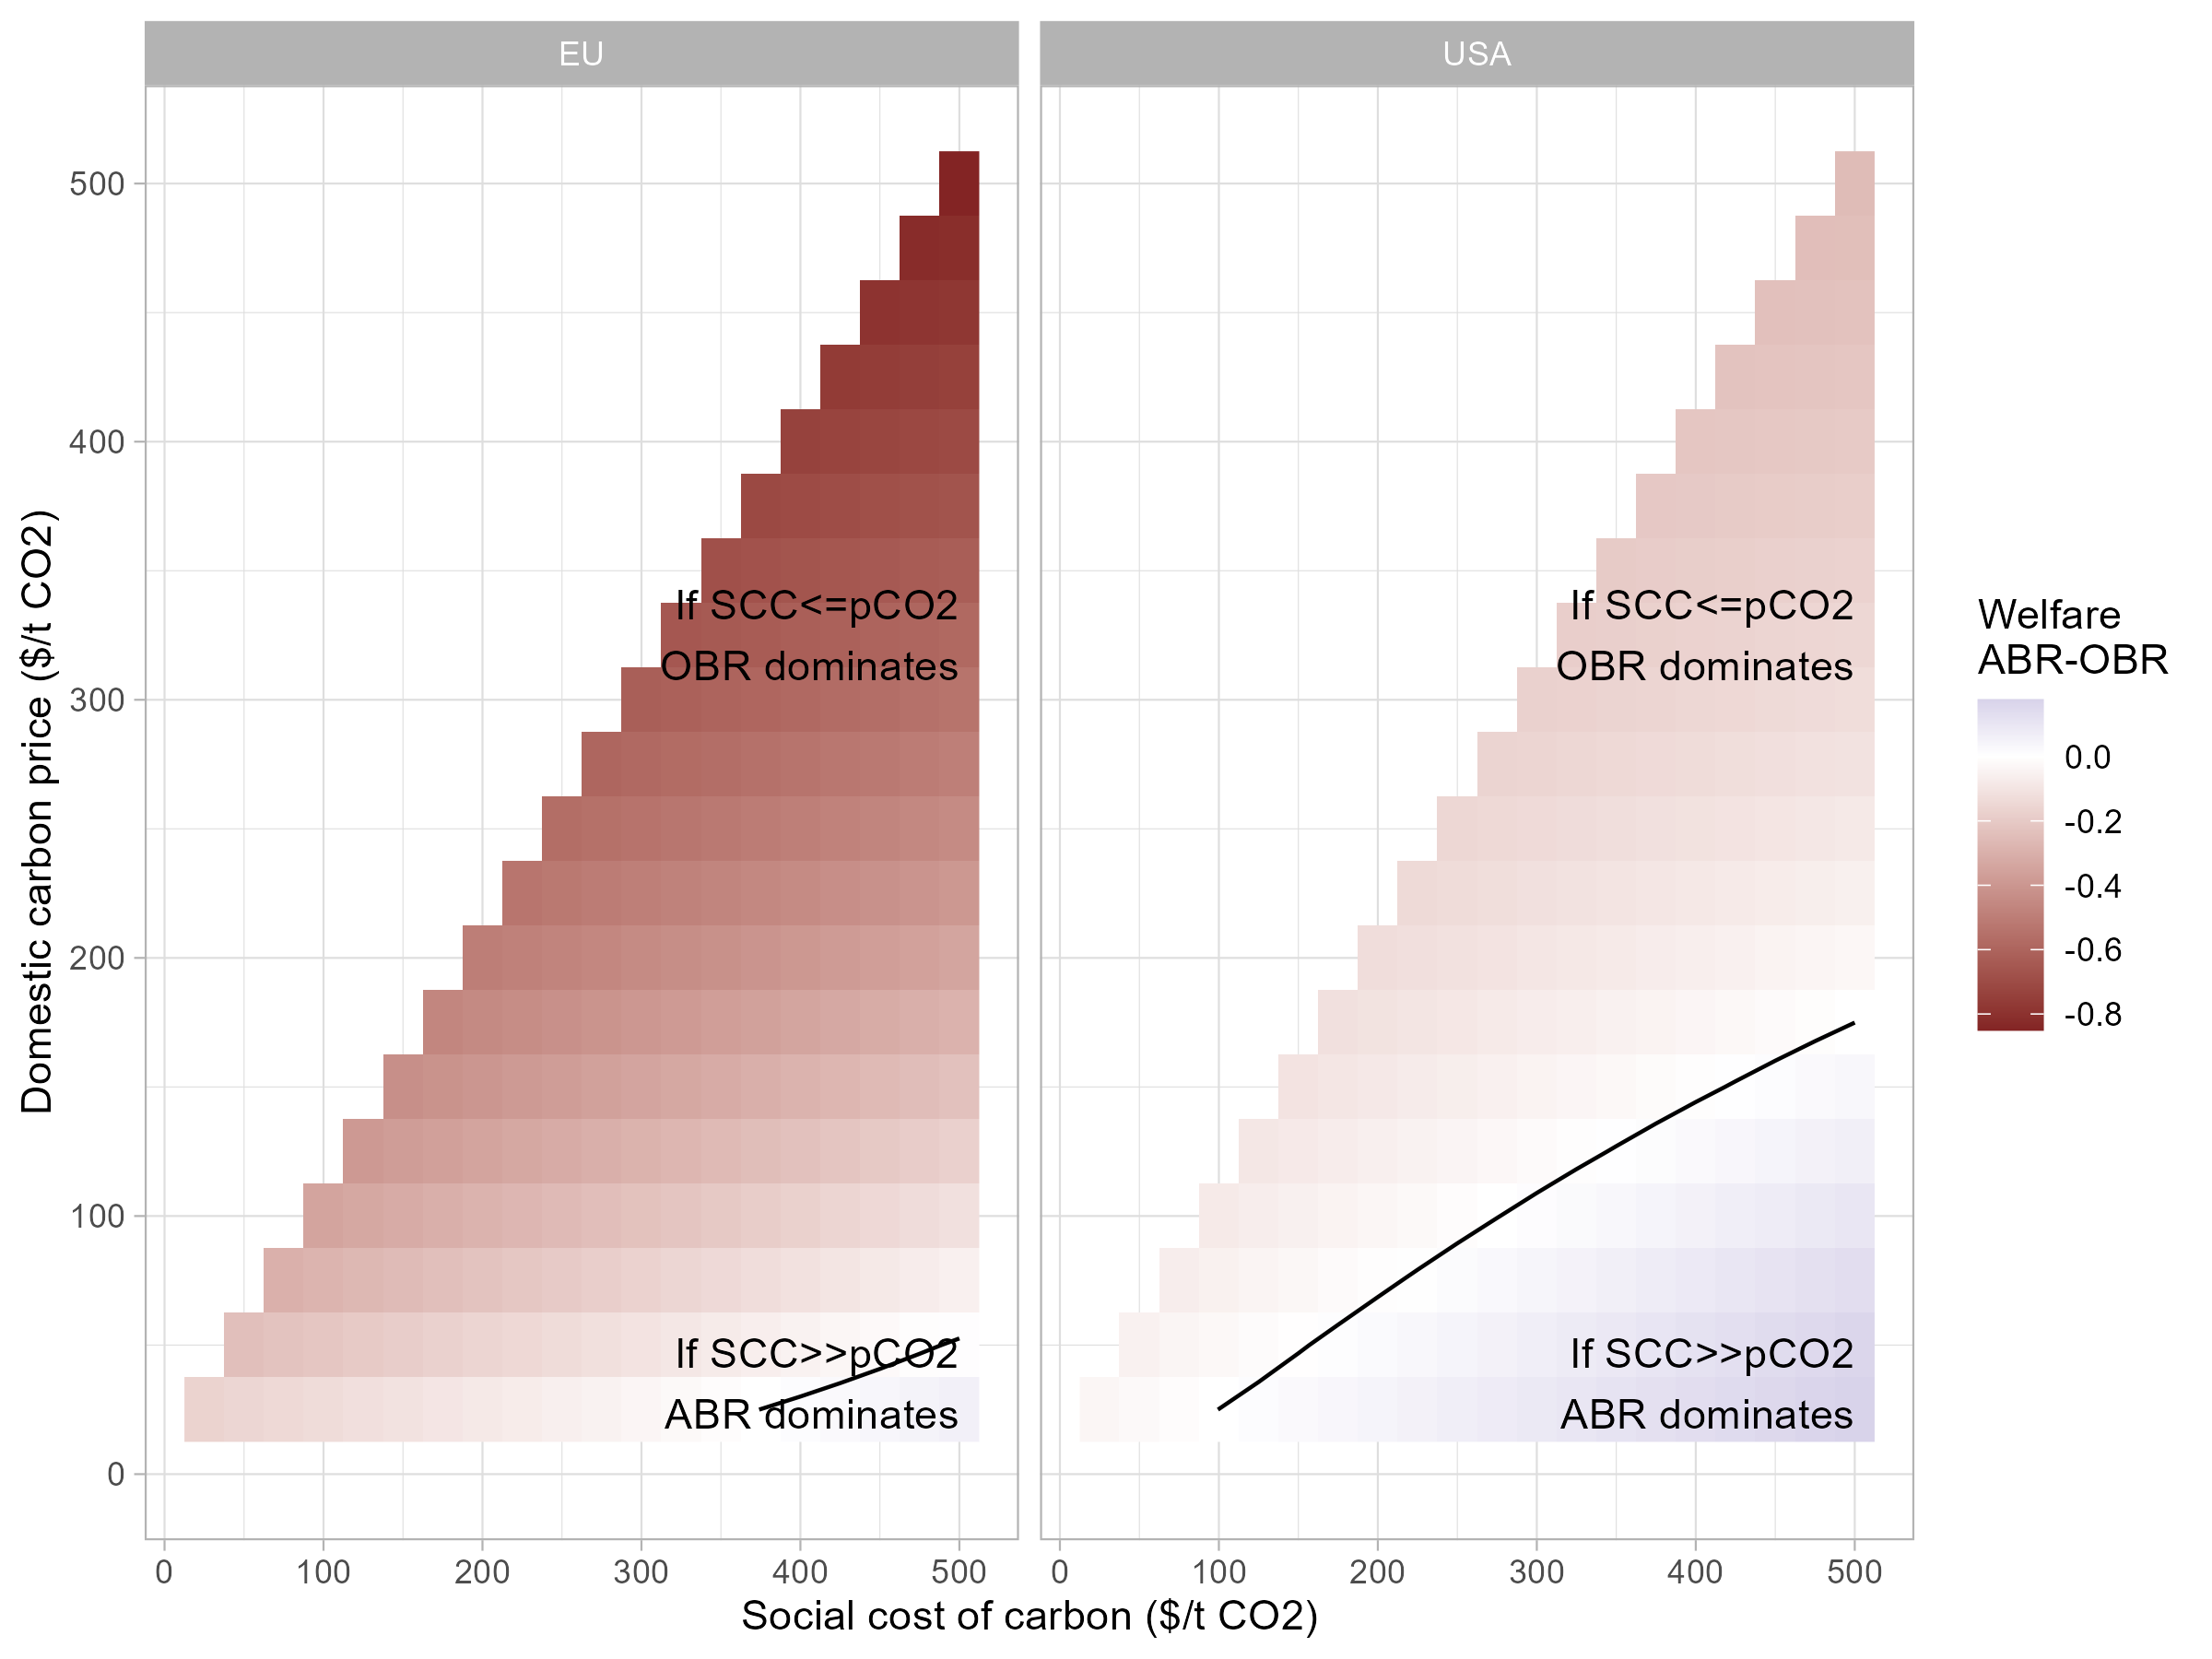 EU
USA
Domestic carbon price ($/t CO2)
500
400
300
200
100
0
If SCC<=pCO2
OBR dominates
If SCC>>pCO2
ABR dominates
If SCC<=pCO2
OBR dominates
If SCC>>pCO2
ABR dominates
0 100 200 300 400 500
0 100 200 300 400 500
Social cost of carbon ($/t CO2)
Welfare
ABR-OBR
0.0
-0.2
-0.4
-0.6
-0.8